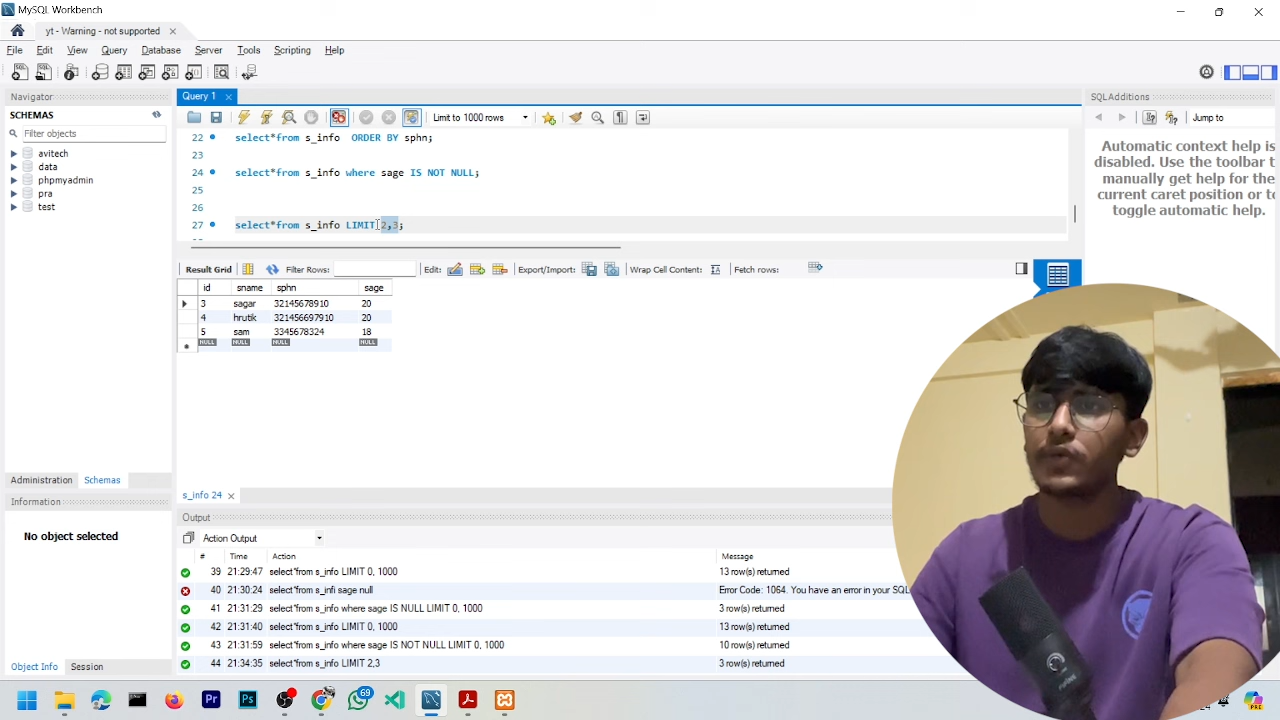 MySQL Workbench
yt - Warning - not supported
File Edit View Query Database Server Tools Scripting Help
Navigator
SCHEMAS
Filter objects
avitech
data
phpmyadmin
pra
test
Administration Schemas
Information
No object selected
Object Info Session
Query 1
Limit to 1000 rows
22 select*from s_info ORDER BY sphn;
23
24 select*from s_info where sage IS NOT NULL;
25
26
27 select*from s_info LIMIT 2,3;
Result Grid Filter Rows: Edit: Export/Import: Wrap Cell Content: Fetch rows:
id sname sphn sage
3 sagar 32145678910 20
4 hrutik 321456697910 20
5 sam 3345678324 18
NULL NULL NULL NULL
s_info 24
Output
Action Output
# Time Action Message
39 21:29:47 select*from s_info LIMIT 0, 1000 13 row(s) returned
40 21:30:24 select*from s_infi sage null Error Code: 1064. You have an error in your SQL
41 21:31:29 select*from s_info where sage IS NULL LIMIT 0, 1000 3 row(s) returned
42 21:31:40 select*from s_info LIMIT 0, 1000 13 row(s) returned
43 21:31:59 select*from s_info where sage IS NOT NULL LIMIT 0, 1000 10 row(s) returned
44 21:34:35 select*from s_info LIMIT 2,3 3 row(s) returned
SQLAdditions
Jump to
Automatic context help is
disabled. Use the toolbar t
manually get help for the
current caret position or to
toggle automatic help.
Pr
Ps
69
PRE